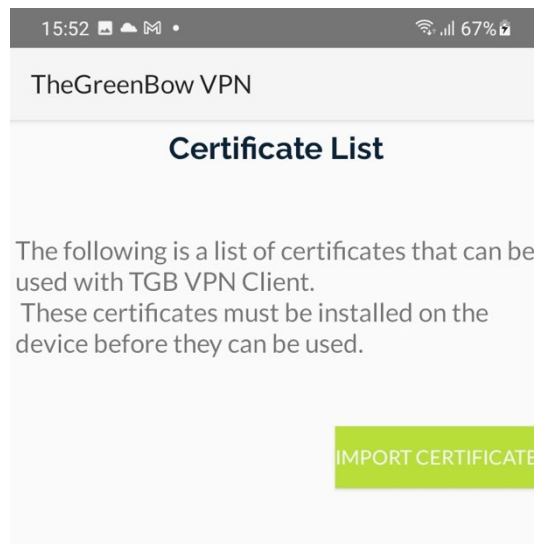 15:52 67%
TheGreenBow VPN
Certificate List
The following is a list of certificates that can be
used with TGB VPN Client.
These certificates must be installed on the
device before they can be used.
IMPORT CERTIFICATE